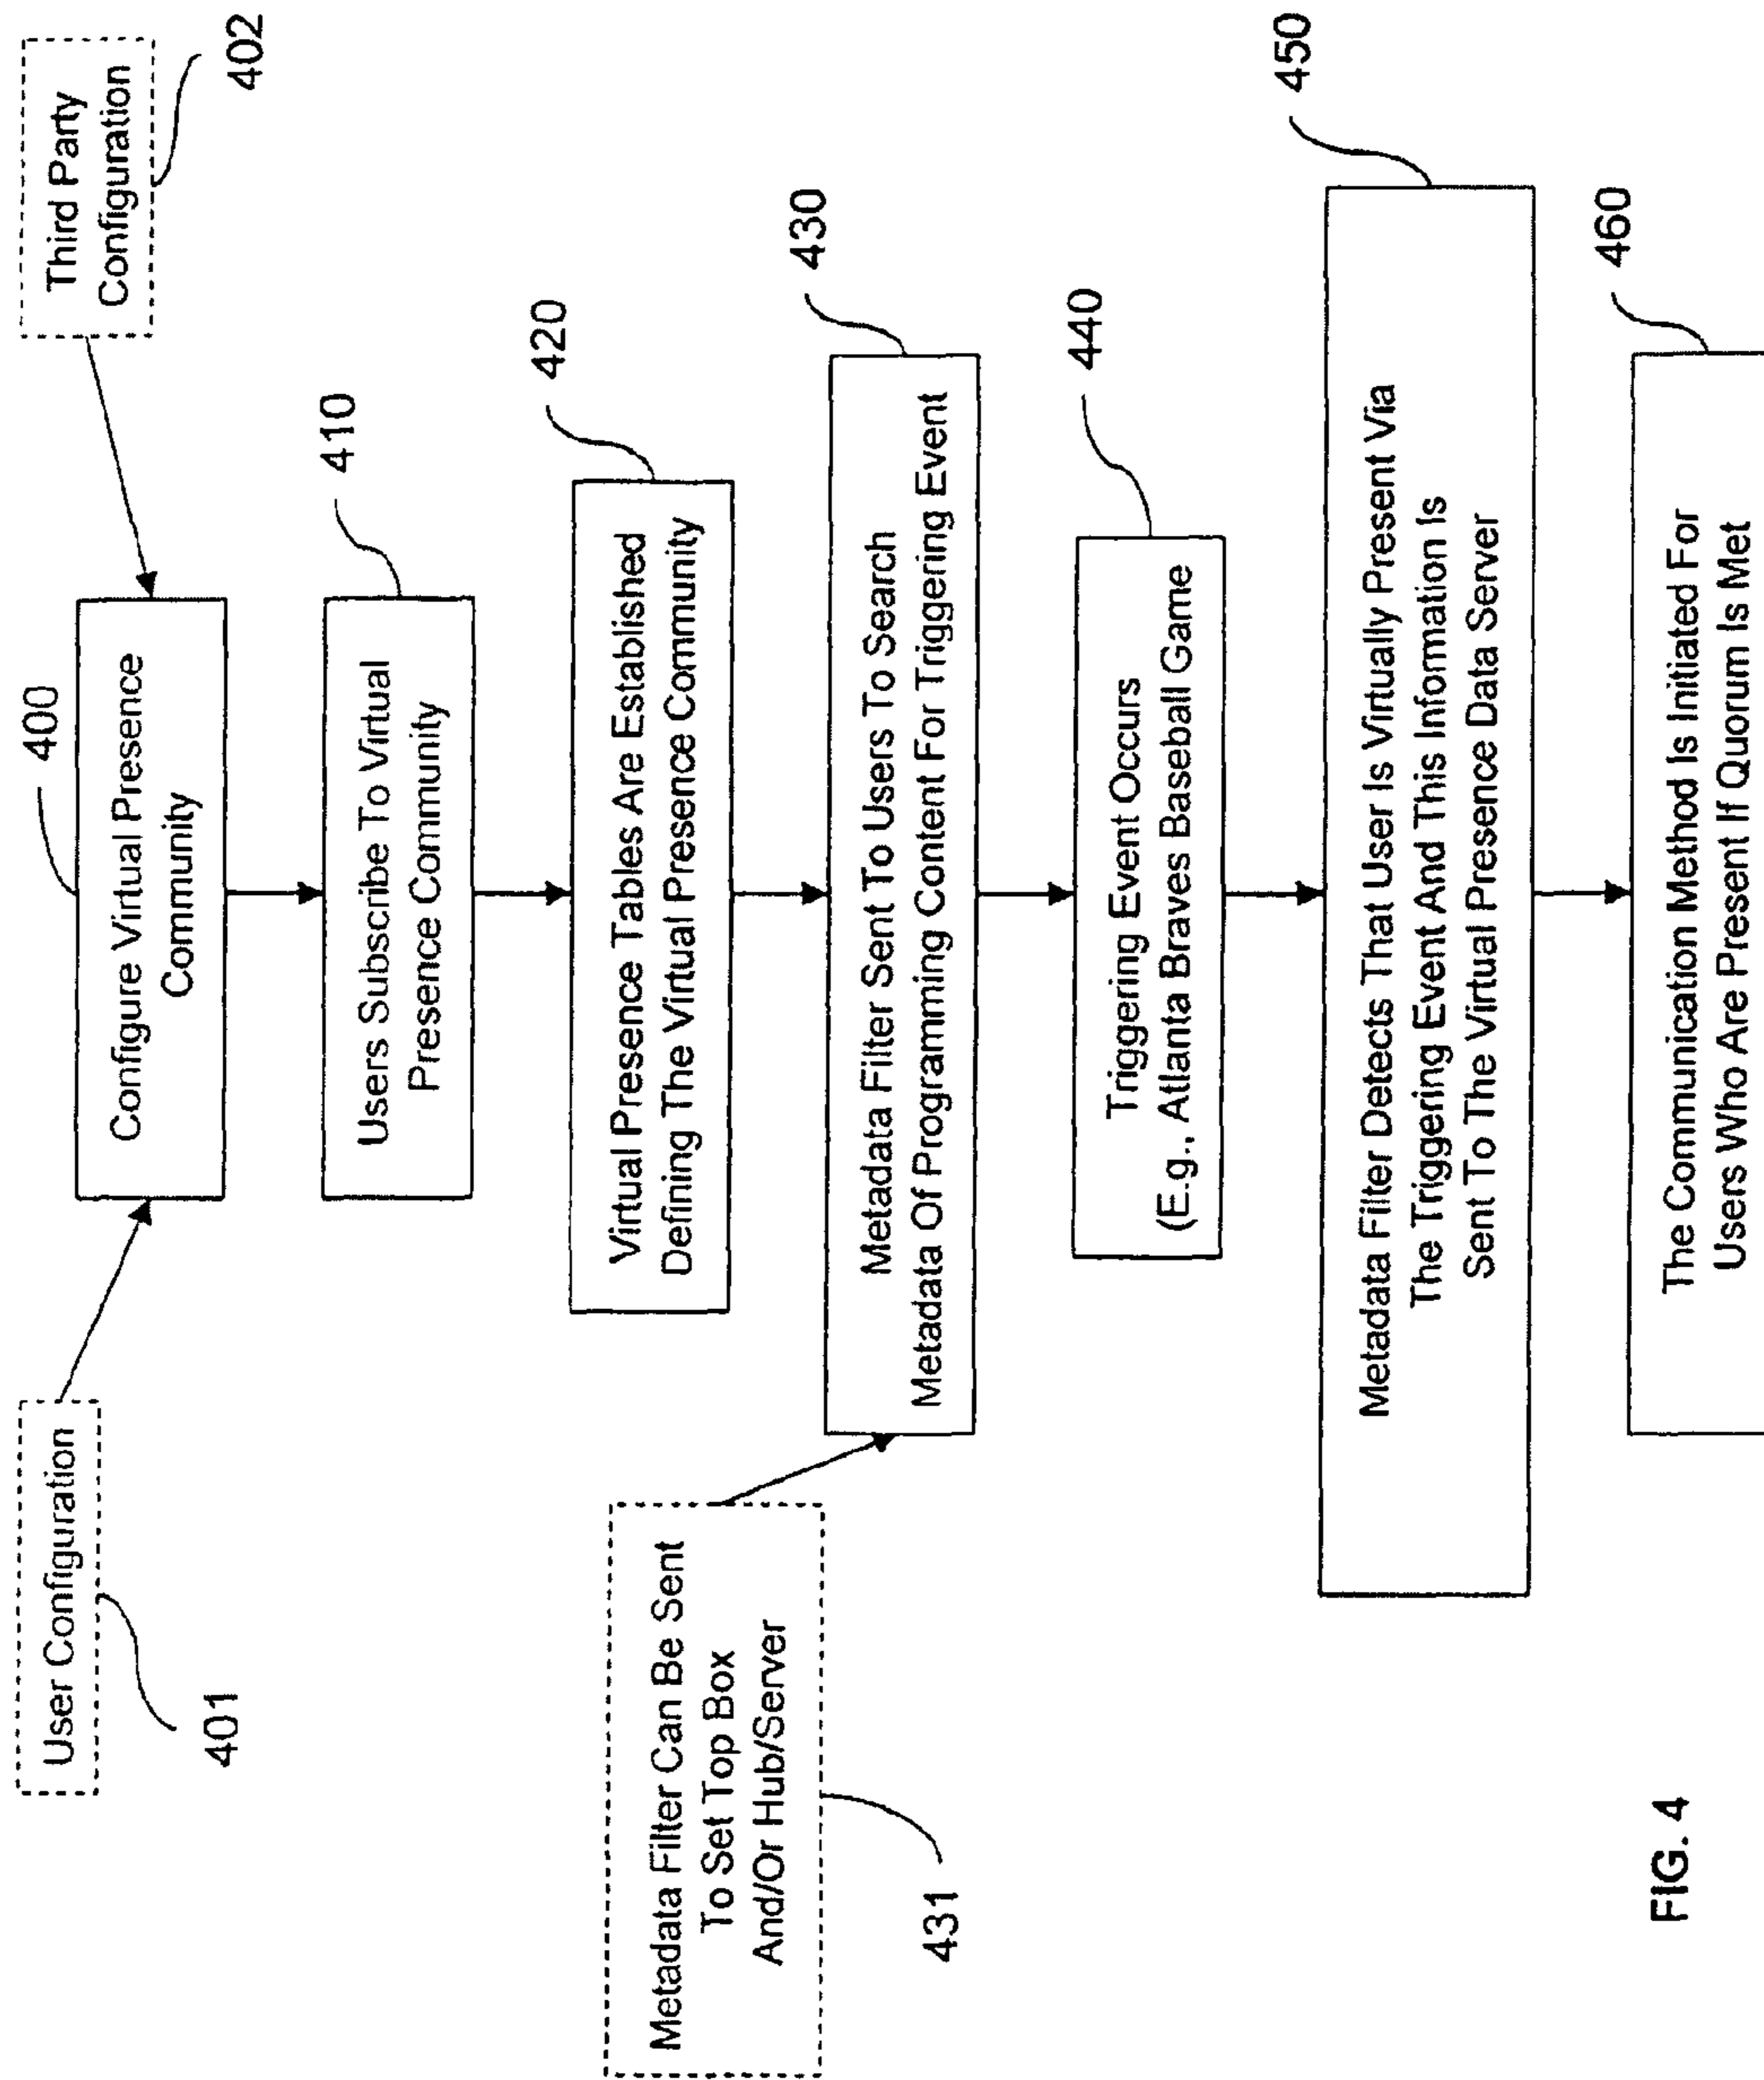 User Configuration
401
Third Party
Configuration
402
400
Configure Virtual Presence
Community
410
Users Subscribe To Virtual
Presence Community
420
Virtual Presence Tables Are Established
Defining The Virtual Presence Community
Metadata Filter Can Be Sent
To Set Top Box
And/Or Hub/Server
431
430
Metadata Filter Sent To Users To Search
Metadata Of Programming Content For Triggering Event
440
Triggering Event Occurs
(E.g., Atlanta Braves Baseball Game
450
Metadata Filter Detects That User Is Virtually Present Via
The Triggering Event And This Information Is
Sent To The Virtual Presence Data Server
460
The Communication Method Is Initiated For
Users Who Are Present If Quorum Is Met
FIG. 4